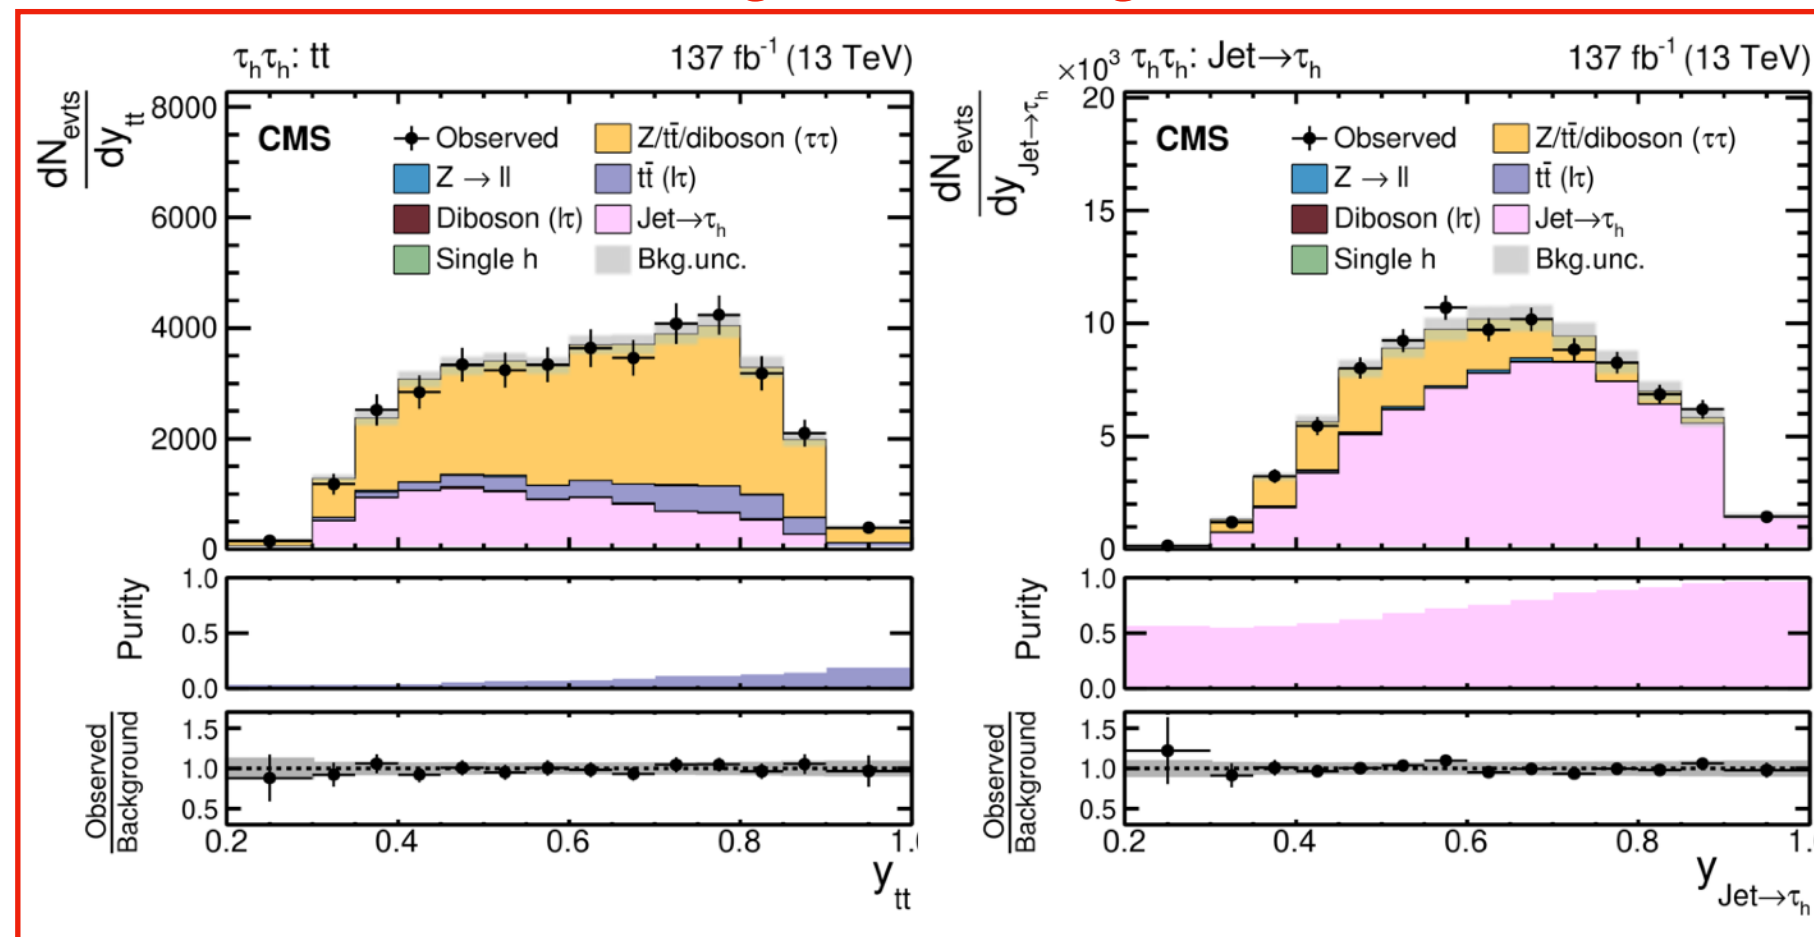 τhτh: tt 137 fb-1 (13 TeV)
dNevts
dytt
8000
6000
4000
2000
0
CMS
Observed
Z/tt̄/diboson (ττ)
Z → ll
tt̄ (lτ)
Diboson (lτ)
Jet→τh
Single h
Bkg.unc.
Purity
1.0
0.5
0.0
Observed
Background
1.5
1.0
0.5
0.2 0.4 0.6 0.8 1.
ytt
×10³ τhτh: Jet→τh 137 fb-1 (13 TeV)
dNevts
dyJet→τh
20
15
10
5
0
CMS
Observed
Z/tt̄/diboson (ττ)
Z → ll
tt̄ (lτ)
Diboson (lτ)
Jet→τh
Single h
Bkg.unc.
Purity
1.0
0.5
0.0
Observed
Background
1.5
1.0
0.5
0.2 0.4 0.6 0.8 1.
yJet→τh